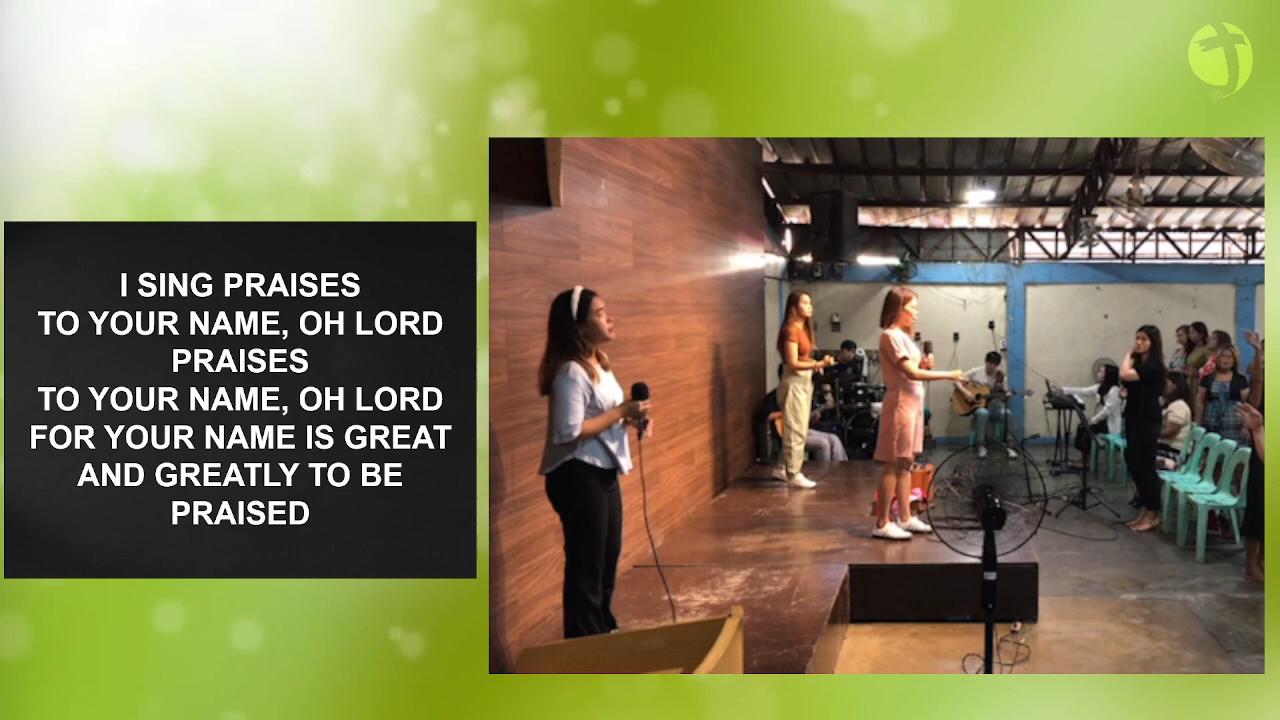 I SING PRAISES
TO YOUR NAME, OH LORD
PRAISES
TO YOUR NAME, OH LORD
FOR YOUR NAME IS GREAT
AND GREATLY TO BE
PRAISED